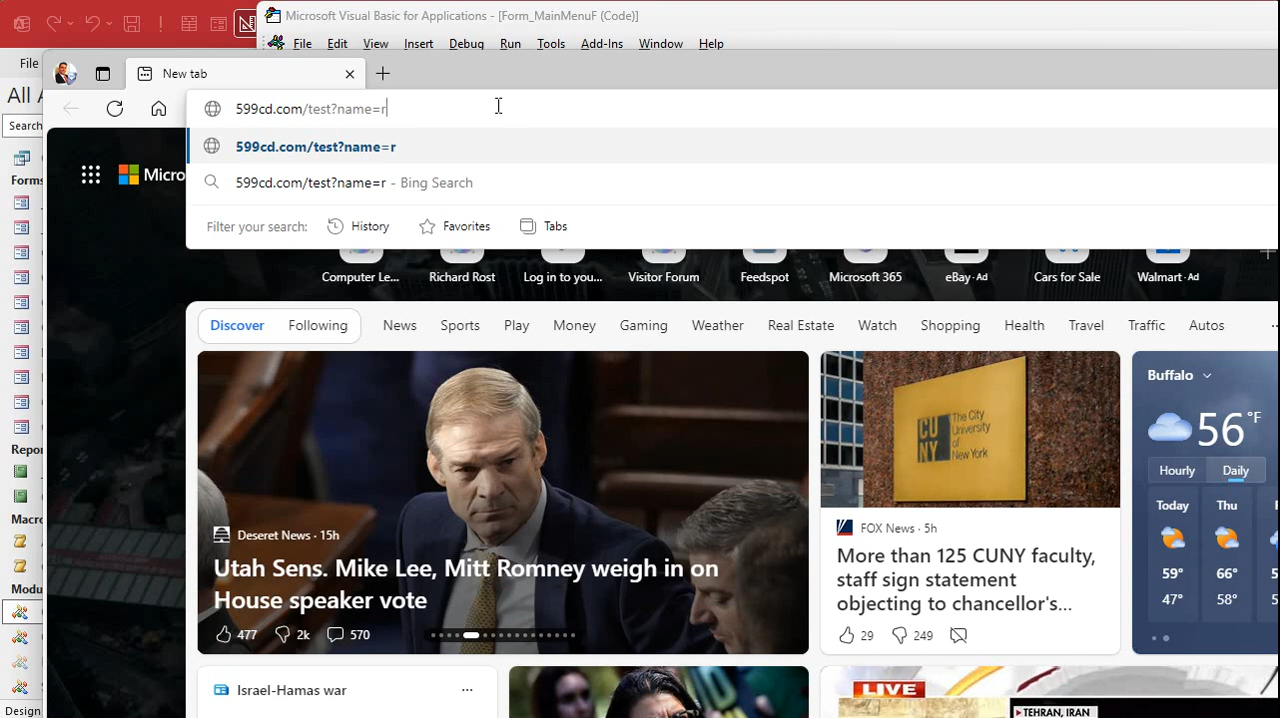 Microsoft Visual Basic for Applications - [Form_MainMenuF (Code)]
File Edit View Insert Debug Run Tools Add-Ins Window Help
File
New tab
All A
599cd.com/test?name=r
Search
599cd.com/test?name=r
Micro
Forms
599cd.com/test?name=r - Bing Search
Filter your search: History Favorites Tabs
Computer Le... Richard Rost Log in to you... Visitor Forum Feedspot Microsoft 365 eBay · Ad Cars for Sale Walmart · Ad
Discover Following News Sports Play Money Gaming Weather Real Estate Watch Shopping Health Travel Traffic Autos
Buffalo
56 °F
CU
NY
The City
University
of
New York
Hourly Daily
Repor
Today Thu
Macro
Deseret News · 15h
Utah Sens. Mike Lee, Mitt Romney weigh in on
House speaker vote
477 2k 570
FOX News · 5h
More than 125 CUNY faculty,
staff sign statement
objecting to chancellor's...
29 249
59° 66° 5
47° 58° 5
Modu
Israel-Hamas war
LIVE
TEHRAN, IRAN
Design